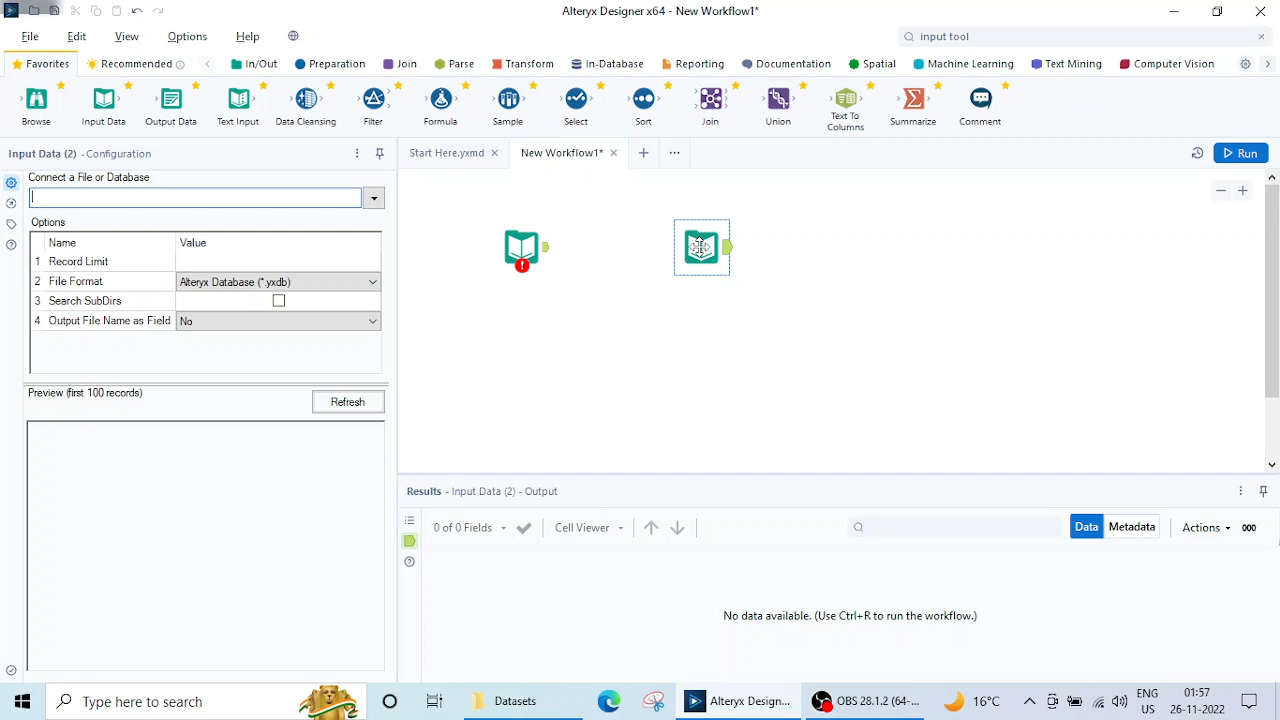 Alteryx Designer x64 - New Workflow1*
File Edit View Options Help
input tool
Favorites Recommended In/Out Preparation Join Parse Transform In-Database Reporting Documentation Spatial Machine Learning Text Mining Computer Vision
Browse Input Data Output Data Text Input Data Cleansing Filter Formula Sample Select Sort Join Union Text To Columns Summarize Comment
Input Data (2) - Configuration
Start Here.yxmd New Workflow1*
Run
Connect a File or Database
Options
Name Value
1 Record Limit
2 File Format Alteryx Database (*.yxdb)
3 Search SubDirs
4 Output File Name as Field No
Preview (first 100 records)
Refresh
Results - Input Data (2) - Output
0 of 0 Fields Cell Viewer Data Metadata Actions 000
No data available. (Use Ctrl+R to run the workflow.)
Type here to search
Datasets
Alteryx Design...
OBS 28.1.2 (64-...
16°C
ENG
US
01:57
26-11-2022